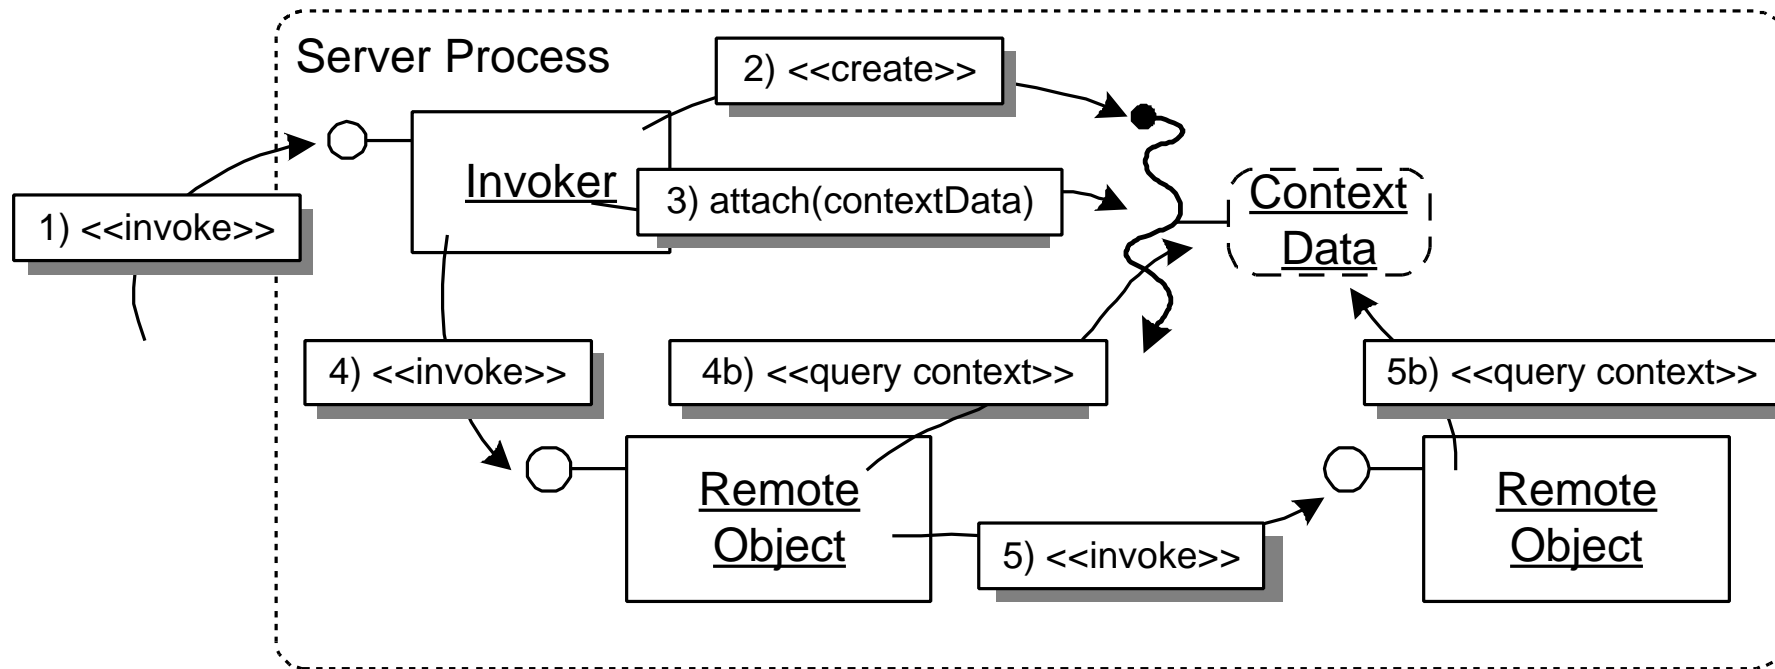 Server Process
2) <<create>>
Invoker
3) attach(contextData)
Context
Data
1) <<invoke>>
4) <<invoke>>
4b) <<query context>>
5b) <<query context>>
Remote
Object
5) <<invoke>>
Remote
Object